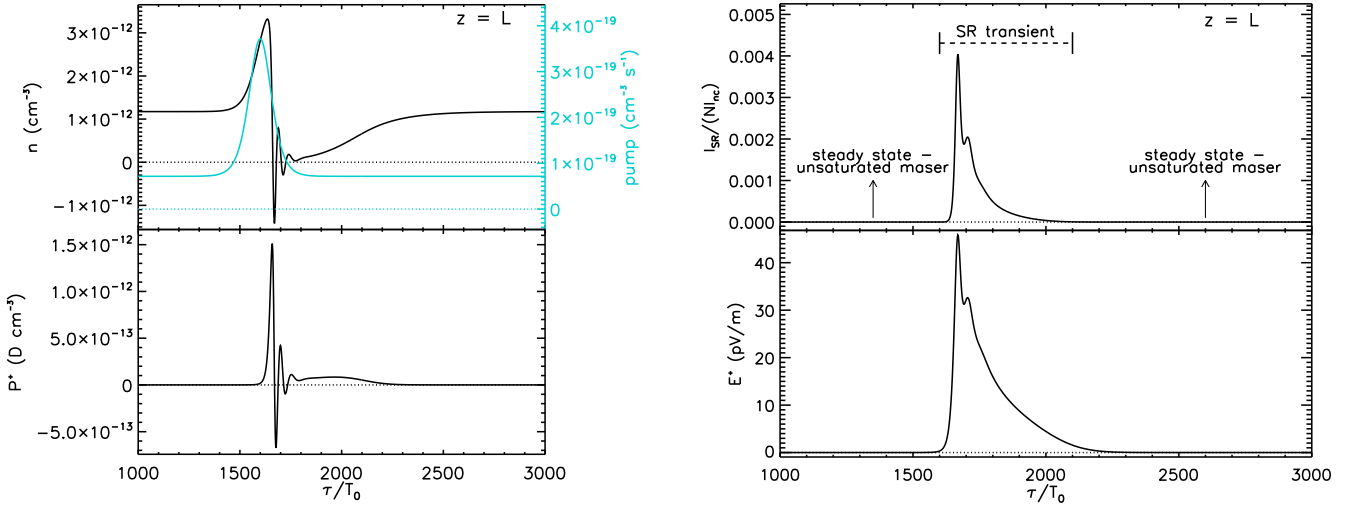 z = L
3×10⁻¹²
2×10⁻¹²
1×10⁻¹²
0
−1×10⁻¹²
n (cm⁻³)
4×10⁻¹⁹
3×10⁻¹⁹
2×10⁻¹⁹
1×10⁻¹⁹
0
pump (cm⁻³ s⁻¹)
1.5×10⁻¹²
1.0×10⁻¹²
5.0×10⁻¹³
0
−5.0×10⁻¹³
P⁺ (D cm⁻³)
1000 1500 2000 2500 3000
τ/T₀
z = L
SR transient
0.005
0.004
0.003
0.002
0.001
0.000
I_SR/(NI_nc)
steady state −
unsaturated maser
steady state −
unsaturated maser
40
30
20
10
0
E⁺ (pV/m)
1000 1500 2000 2500 3000
τ/T₀